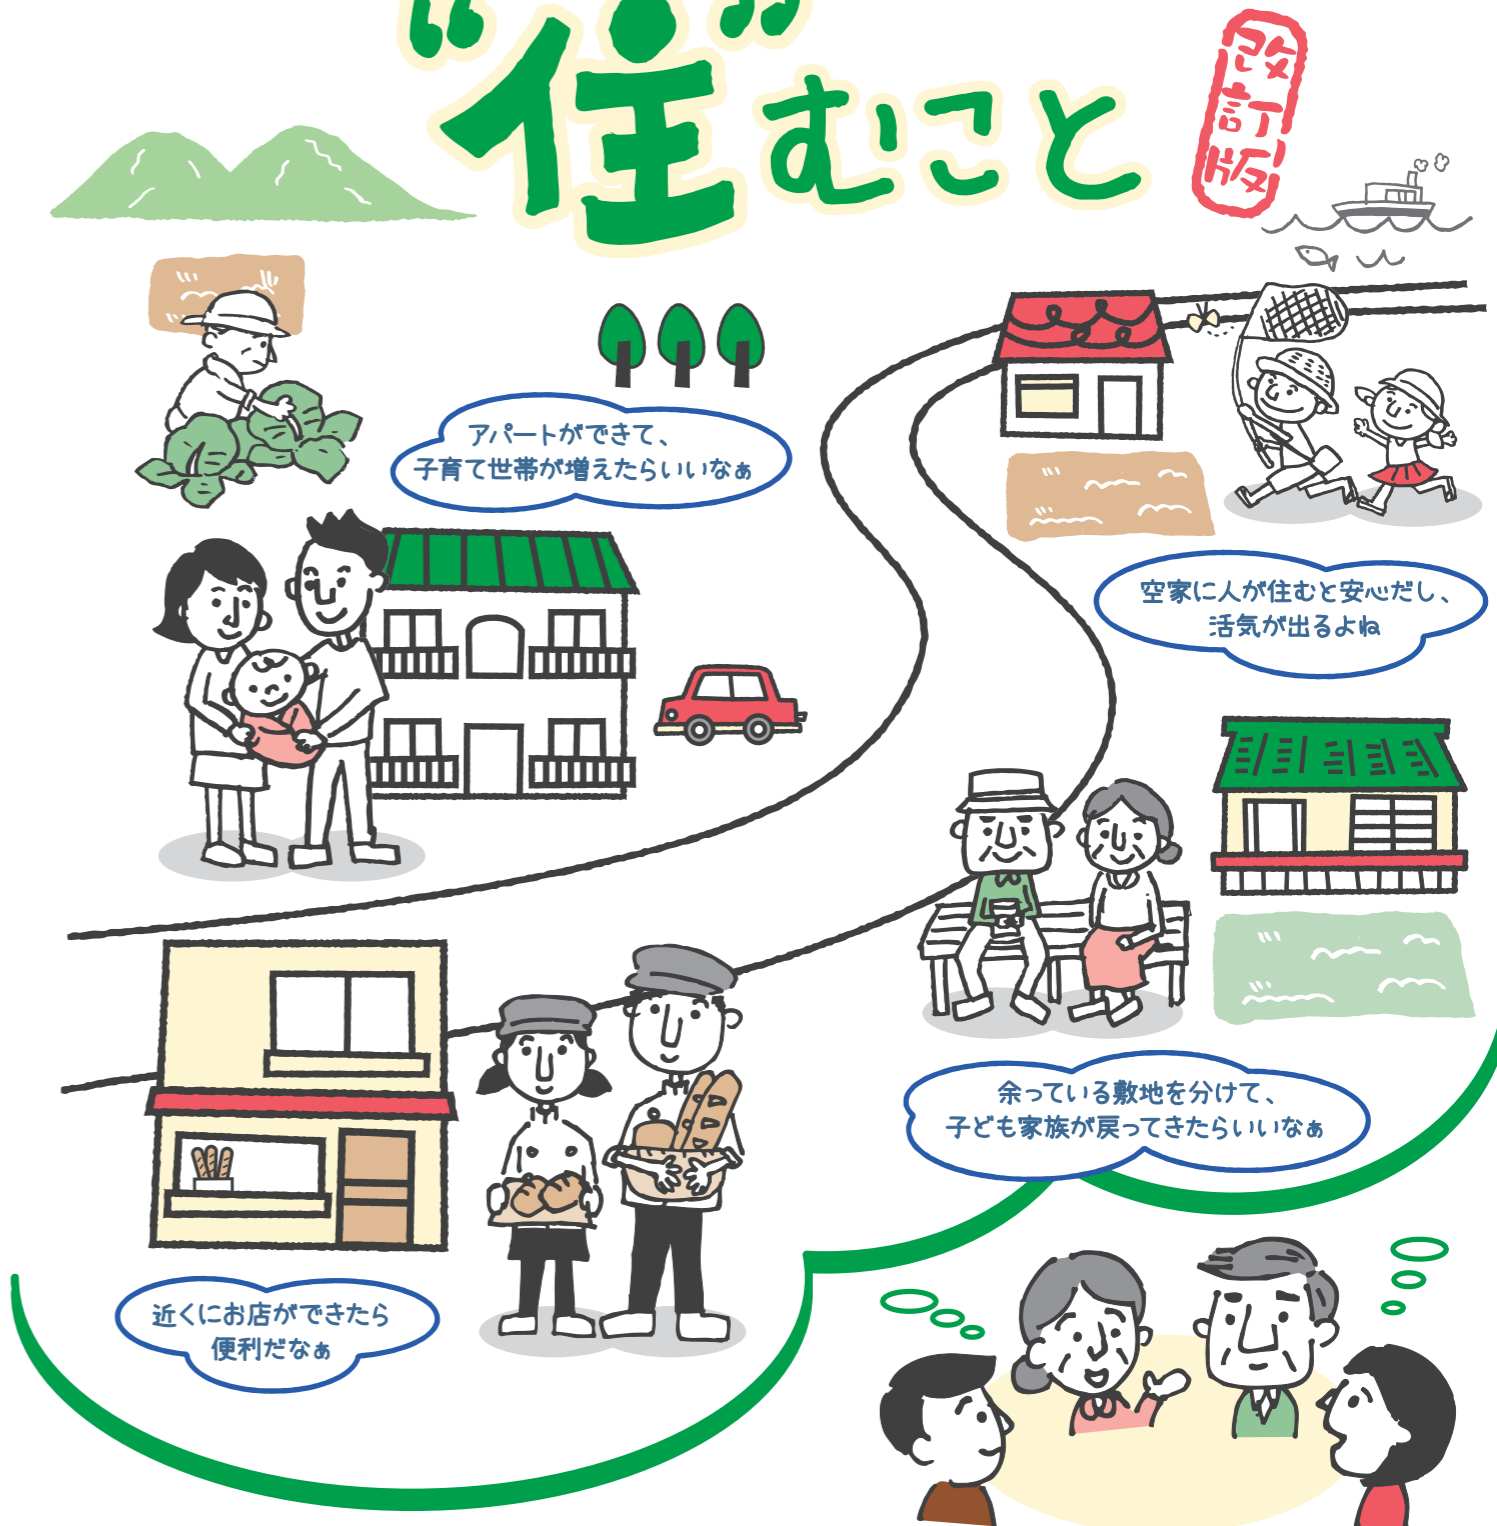 “住”むこと
改訂版
アパートができて、
子育て世帯が増えたらいいなぁ
空家に人が住むと安心だし、
活気が出るよね
余っている敷地を分けて、
子ども家族が戻ってきたらいいなぁ
近くにお店ができたら
便利だなぁ